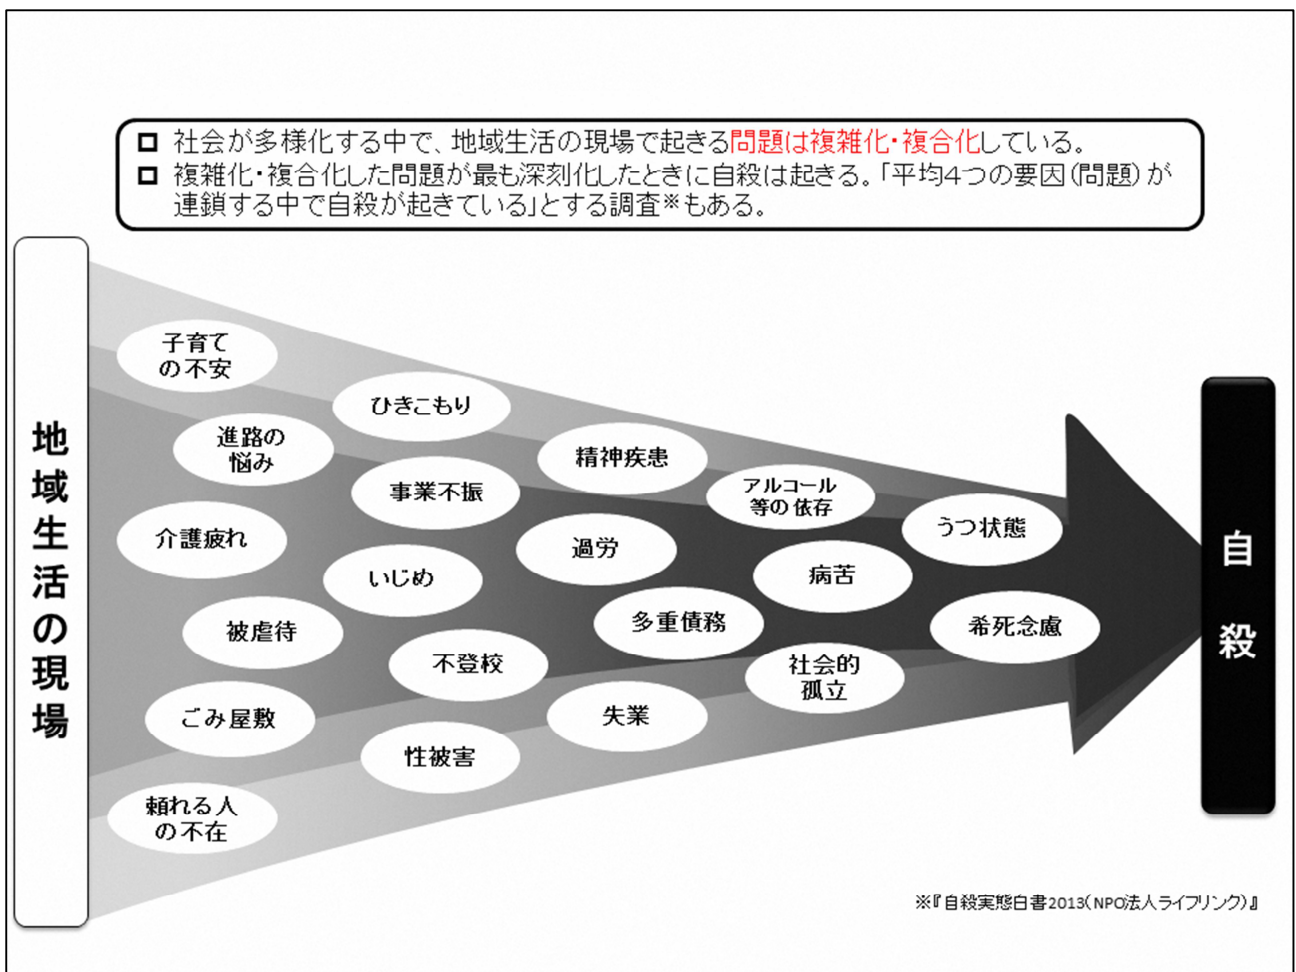 □ 社会が多様化する中で、地域生活の現場で起きる問題は複雑化・複合化している。
□ 複雑化・複合化した問題が最も深刻化したときに自殺は起きる。「平均4つの要因(問題)が
連鎖する中で自殺が起きている」とする調査※もある。
地域生活の現場
子育て
の不安
進路の
悩み
介護疲れ
被虐待
ごみ屋敷
頼れる人
の不在
ひきこもり
事業不振
いじめ
不登校
性被害
精神疾患
過労
多重債務
失業
アルコール
等の依存
病苦
社会的
孤立
うつ状態
希死念慮
自殺
※『自殺実態白書2013(NPO法人ライフリンク)』